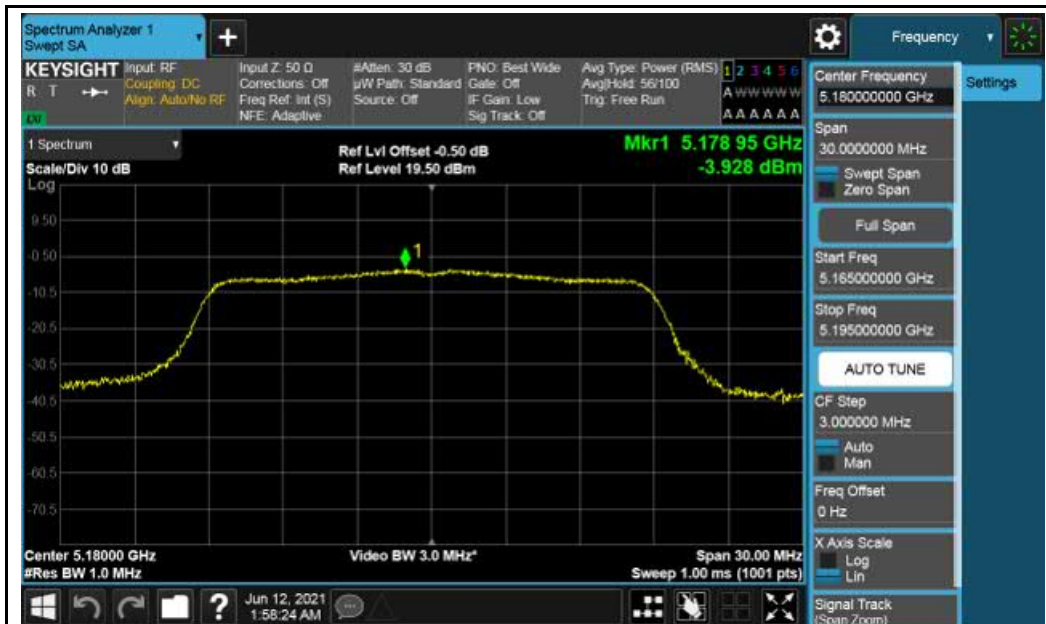 Spectrum Analyzer 1
Swept SA
+
Frequency
KEYSIGHT
R T
Input: RF
Coupling: DC
Align: Auto/No RF
Input Z: 50 Ω
Corrections: Off
Freq Ref: Int (S)
NFE: Adaptive
#Atten: 30 dB
µW Path: Standard
Source: Off
PNO: Best Wide
Gate: Off
IF Gain: Low
Sig Track: Off
Avg Type: Power (RMS)
Avg|Hold: 56/100
Trig: Free Run
1 2 3 4 5 6
A W W W W W
A A A A A A
1 Spectrum
Scale/Div 10 dB
Log
Ref Lvl Offset -0.50 dB
Ref Level 19.50 dBm
Mkr1 5.178 95 GHz
-3.928 dBm
9.50
-0.50
-10.5
-20.5
-30.5
-40.5
-50.5
-60.5
-70.5
1
Center 5.18000 GHz
#Res BW 1.0 MHz
Video BW 3.0 MHz*
Span 30.00 MHz
Sweep 1.00 ms (1001 pts)
Center Frequency
5.180000000 GHz
Settings
Span
30.0000000 MHz
Swept Span
Zero Span
Full Span
Start Freq
5.165000000 GHz
Stop Freq
5.195000000 GHz
AUTO TUNE
CF Step
3.000000 MHz
Auto
Man
Freq Offset
0 Hz
X Axis Scale
Log
Lin
Signal Track
(Span Zoom)
?
Jun 12, 2021
1:58:24 AM